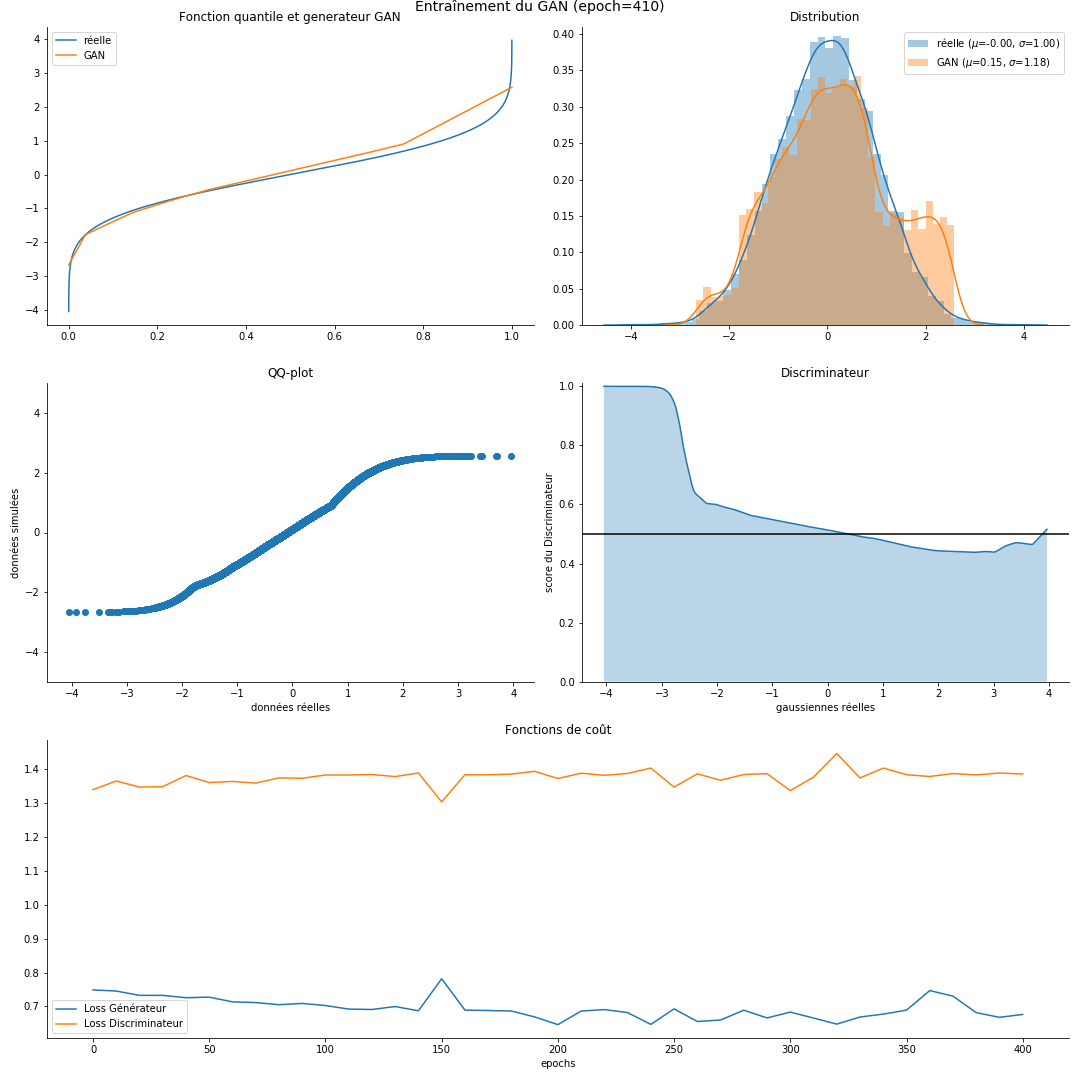 Entraînement du GAN (epoch=410)
Fonction quantile et generateur GAN
réelle
GAN
4
3
2
1
0
−1
−2
−3
−4
0.0 0.2 0.4 0.6 0.8 1.0
Distribution
réelle (μ=-0.00, σ=1.00)
GAN (μ=0.15, σ=1.18)
0.40
0.35
0.30
0.25
0.20
0.15
0.10
0.05
0.00
−4 −2 0 2 4
QQ-plot
données simulées
4
2
0
−2
−4
−4 −3 −2 −1 0 1 2 3 4
données réelles
Discriminateur
score du Discriminateur
1.0
0.8
0.6
0.4
0.2
0.0
−4 −3 −2 −1 0 1 2 3 4
gaussiennes réelles
Fonctions de coût
1.4
1.3
1.2
1.1
1.0
0.9
0.8
0.7
Loss Générateur
Loss Discriminateur
0 50 100 150 200 250 300 350 400
epochs